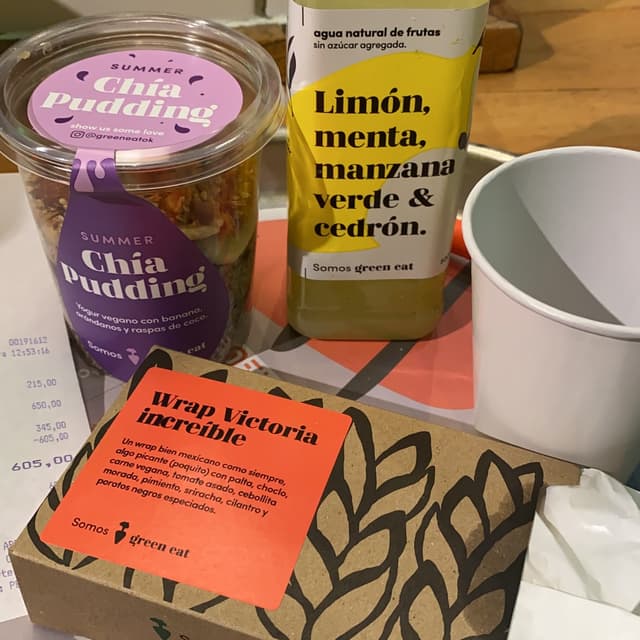 SUMMER
Chía
Pudding
show us some love
@greeneatok
SUMMER
Chía
Pudding
Yogur vegano con banana,
arándanos y raspas de coco.
Somos green eat
agua natural de frutas
sin azúcar agregada.
Limón,
menta,
manzana
verde &
cedrón.
Somos green eat
00191612
12:53:16
215,00
650,00
345,00
-605,00
605,00
Wrap Victoria
increíble
Un wrap bien mexicano como siempre,
algo picante (poquito) con palta, choclo,
carne vegana, tomate asado, cebollita
morada, pimiento, sriracha, cilantro y
porotos negros especiados.
Somos green eat